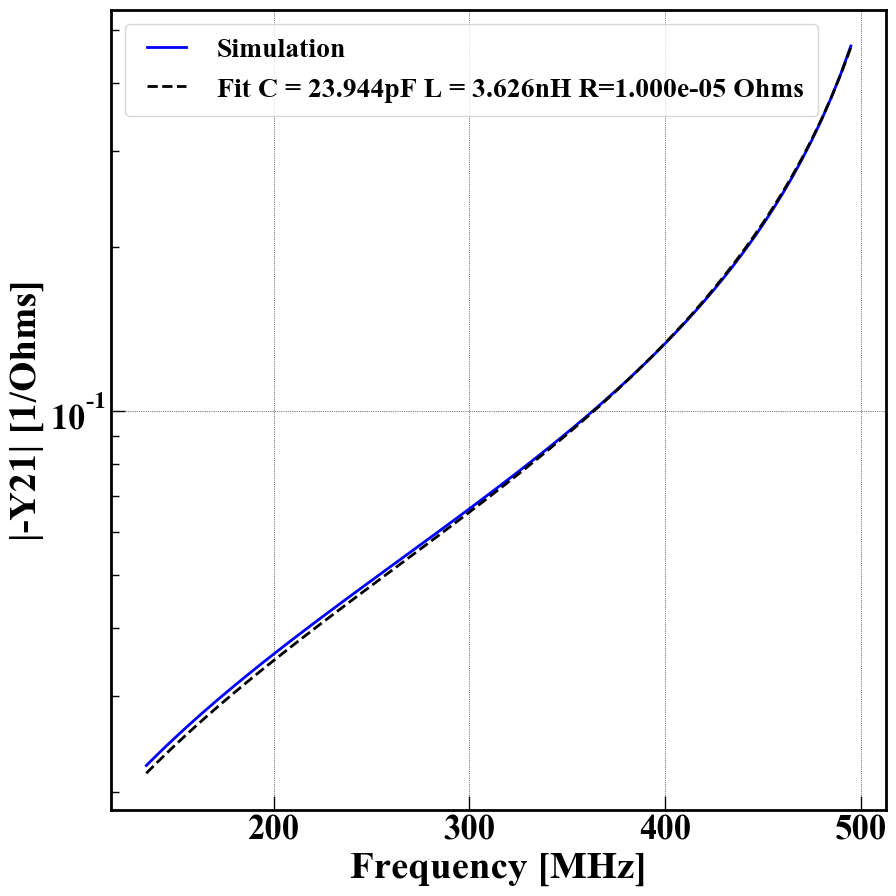 Simulation
Fit C = 23.944pF L = 3.626nH R=1.000e-05 Ohms
|-Y21| [1/Ohms]
10-1
200 300 400 500
Frequency [MHz]